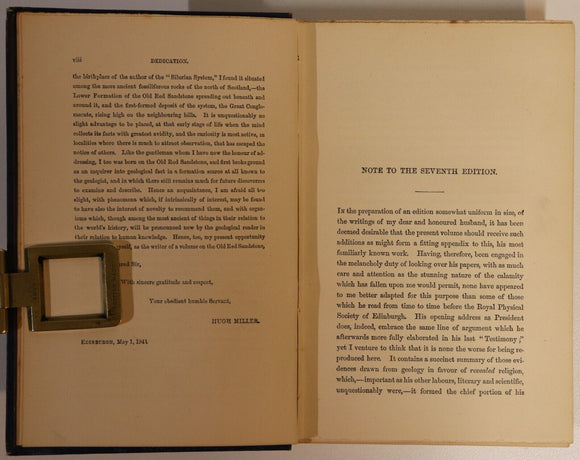 viii
DEDICATION.
the birthplace of the author of the "Silurian System," I found it situated
among the more ancient fossiliferous rocks of the north of Scotland,—the
Lower Formation of the Old Red Sandstone spreading out beneath and
around it, and the first-formed deposit of the system, the Great Conglo-
merate, rising high on the neighbouring hills. It is unquestionably no
slight advantage to be placed, at that early stage of life when the mind
collects its facts with greatest avidity, and the curiosity is most active, in
localities where there is much to attract observation, that has escaped the
notice of others. Like the gentleman whom I have now the honour of ad-
dressing, I too was born on the Old Red Sandstone, and first broke ground
as an inquirer into geological fact in a formation scarce at all known to
the geologist, and in which there still remains much for future discoverers
to examine and describe. Hence an acquaintance, I am afraid all too
slight, with phenomena which, if intrinsically of interest, may be found
to have also the interest of novelty to recommend them, and with organ-
isms which, though among the most ancient of things in their relation to
the world's history, will be pronounced new by the geological reader in
their relation to human knowledge. Hence, too, my present opportunity
self, as the writer of a volume on the Old Red Sandstone,
and Sir,
With sincere gratitude and respect,
Your obedient humble Servant,
HUGH MILLER.
EDINBURGH, May 1, 1841.
NOTE TO THE SEVENTH EDITION.
IN the preparation of an edition somewhat uniform in size, of
the writings of my dear and honoured husband, it has been
deemed desirable that the present volume should receive such
additions as might form a fitting appendix to this, his most
familiarly known work. Having, therefore, been engaged in
the melancholy duty of looking over his papers, with as much
care and attention as the stunning nature of the calamity
which has fallen upon me would permit, none have appeared
to me better adapted for this purpose than some of those
which he read from time to time before the Royal Physical
Society of Edinburgh. His opening address as President
does, indeed, embrace the same line of argument which he
afterwards more fully elaborated in his last "Testimony;"
yet I venture to think that it is none the worse for being re-
produced here. It contains a succinct summary of those evi-
dences drawn from geology in favour of revealed religion,
which,—important as his other labours, literary and scientific,
unquestionably were,—it formed the chief portion of his